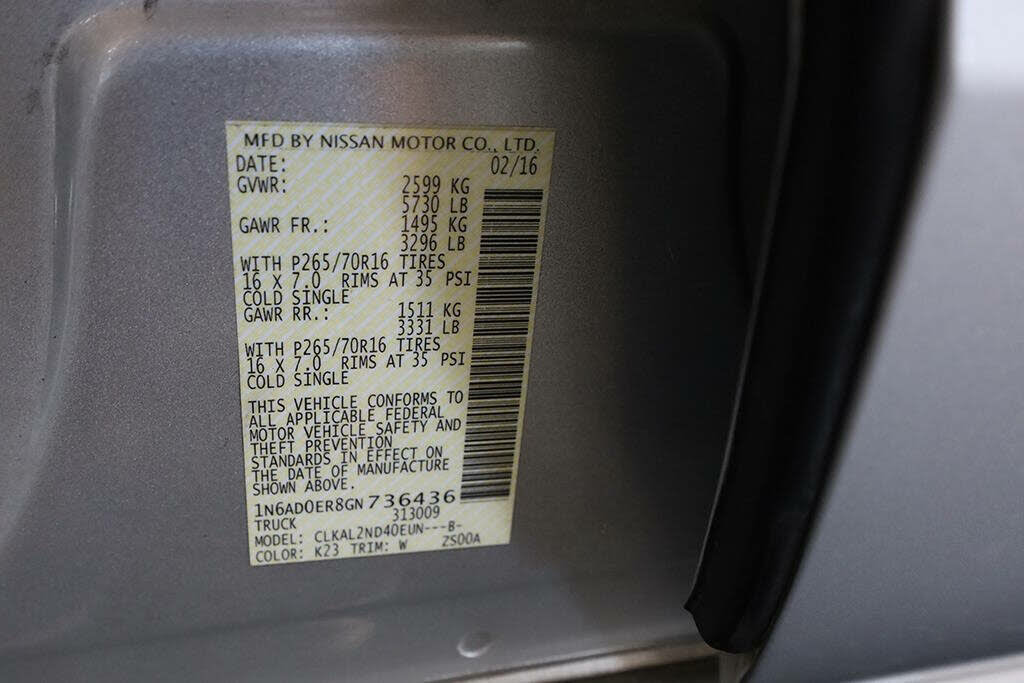 MFD BY NISSAN MOTOR CO., LTD.
DATE: 02/16
GVWR: 2599 KG
5730 LB
GAWR FR.: 1495 KG
3296 LB
WITH P265/70R16 TIRES
16 X 7.0 RIMS AT 35 PSI
COLD SINGLE
GAWR RR.: 1511 KG
3331 LB
WITH P265/70R16 TIRES
16 X 7.0 RIMS AT 35 PSI
COLD SINGLE
THIS VEHICLE CONFORMS TO
ALL APPLICABLE FEDERAL
MOTOR VEHICLE SAFETY AND
THEFT PREVENTION
STANDARDS IN EFFECT ON
THE DATE OF MANUFACTURE
SHOWN ABOVE.
1N6AD0ER8GN736436
TRUCK 313009
MODEL: CLKAL2ND40EUN---B-
COLOR: K23 TRIM: W ZS00A